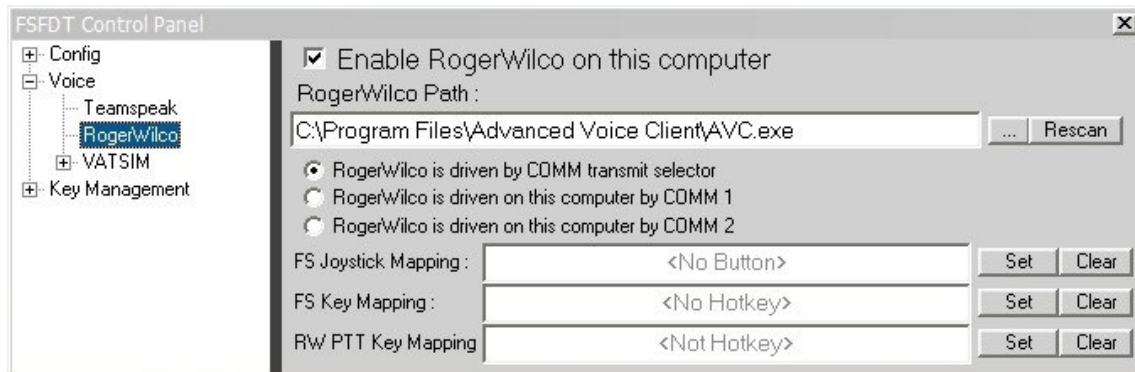 FSFDT Control Panel
Config
Voice
Teamspeak
RogerWilco
VATSIM
Key Management
Enable RogerWilco on this computer
RogerWilco Path :
C:\Program Files\Advanced Voice Client\AVC.exe ... Rescan
RogerWilco is driven by COMM transmit selector
RogerWilco is driven on this computer by COMM 1
RogerWilco is driven on this computer by COMM 2
FS Joystick Mapping : <No Button> Set Clear
FS Key Mapping : <No Hotkey> Set Clear
RW PTT Key Mapping <Not Hotkey> Set Clear